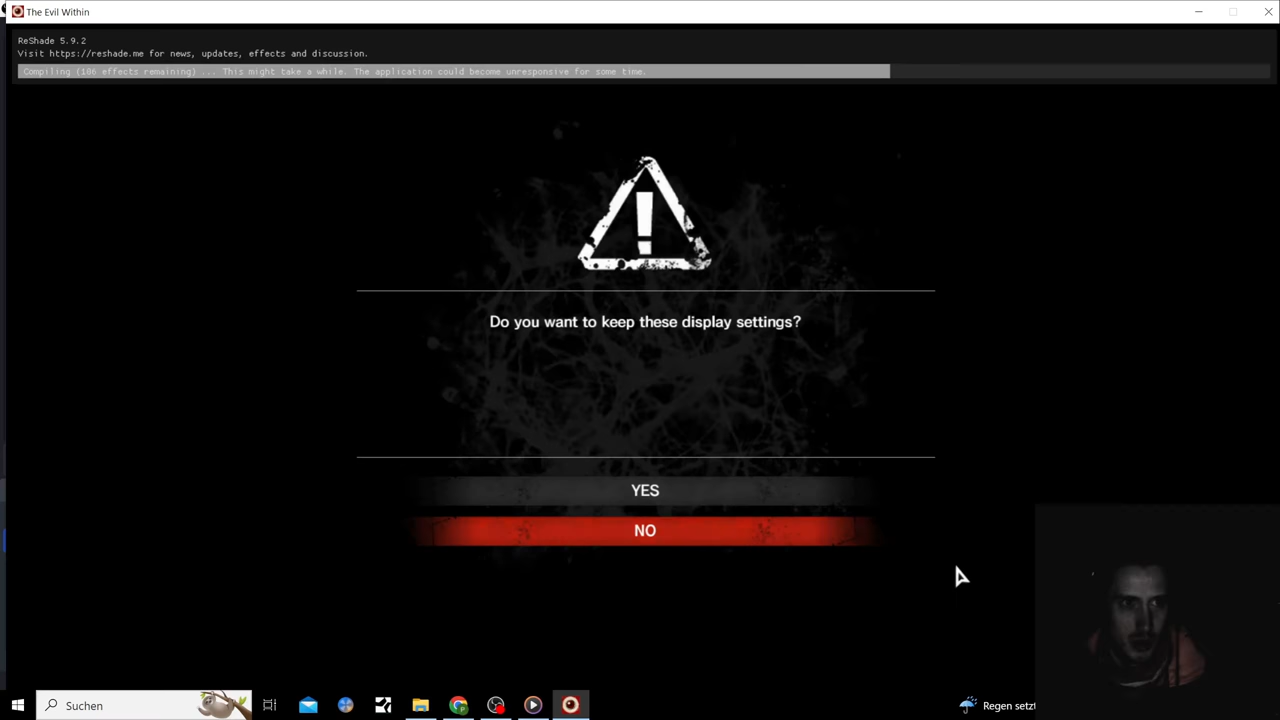 The Evil Within
ReShade 5.9.2
Visit https://reshade.me for news, updates, effects and discussion.
Compiling (186 effects remaining) ... This might take a while. The application could become unresponsive for some time.
Do you want to keep these display settings?
YES
NO
Suchen
Regen setzt